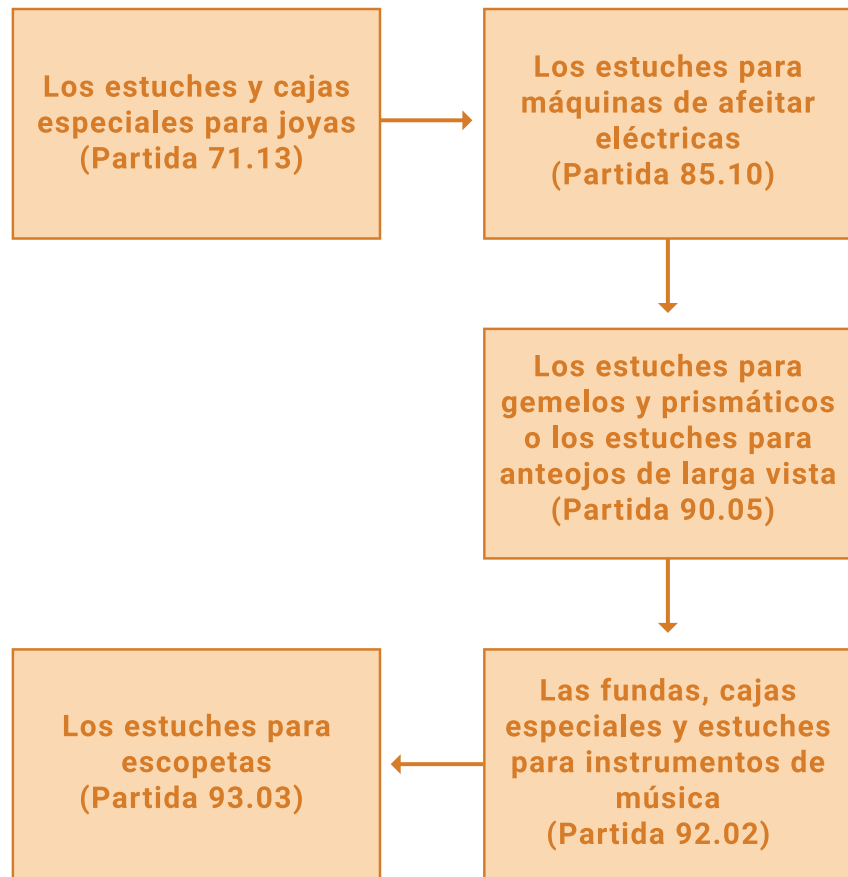 Los estuches y cajas
especiales para joyas
(Partida 71.13)
Los estuches para
máquinas de afeitar
eléctricas
(Partida 85.10)
Los estuches para
gemelos y prismáticos
o los estuches para
anteojos de larga vista
(Partida 90.05)
Las fundas, cajas
especiales y estuches
para instrumentos de
música
(Partida 92.02)
Los estuches para
escopetas
(Partida 93.03)